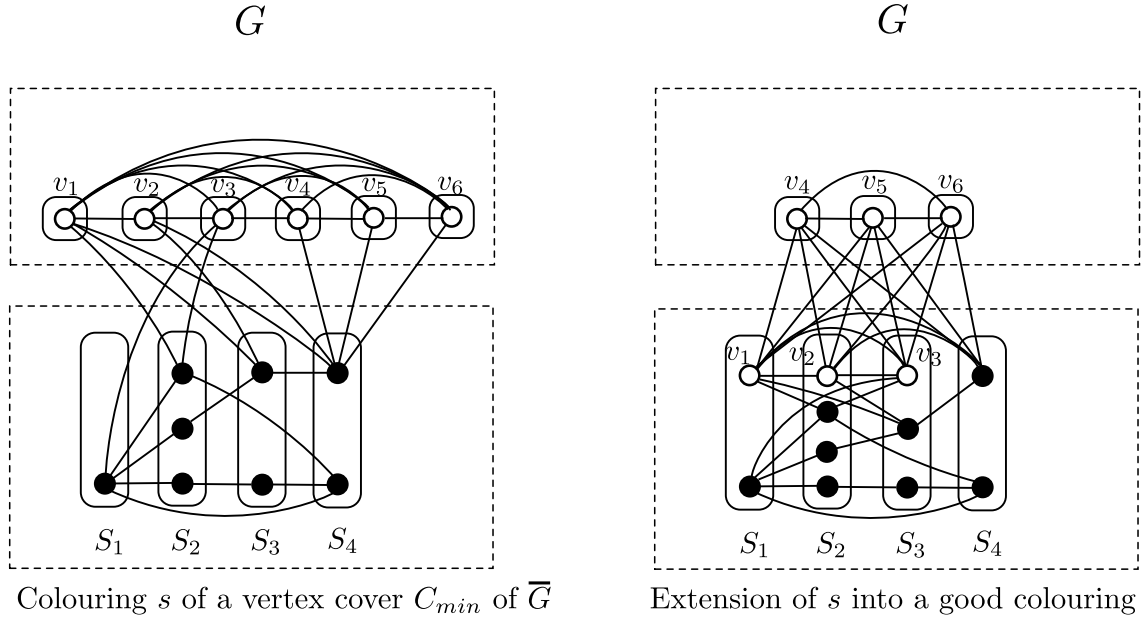 G
v₁ v₂ v₃ v₄ v₅ v₆
S₁ S₂ S₃ S₄
Colouring s of a vertex cover Cₘᵢₙ of G̅
G
v₄ v₅ v₆
v₁ v₂ v₃
S₁ S₂ S₃ S₄
Extension of s into a good colouring